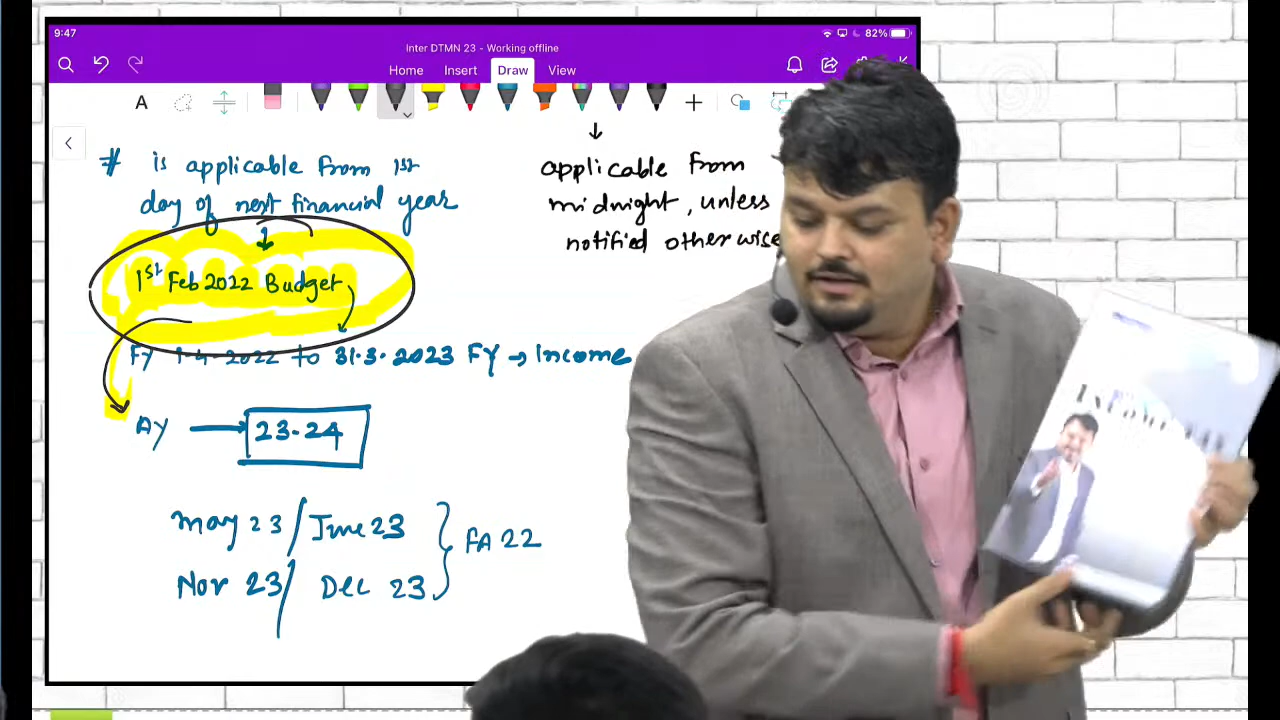 9:47
82%
Inter DTMN 23 - Working offline
Home Insert Draw View
A
# is applicable from 1st
day of next financial year
1st Feb 2022 Budget
FY 1-4-2022 to 31.3.2023 FY → Income
AY → 23-24
May 23 / June 23
Nov 23 / Dec 23
} FA 22
↓
applicable from
midnight, unless
notified otherwise